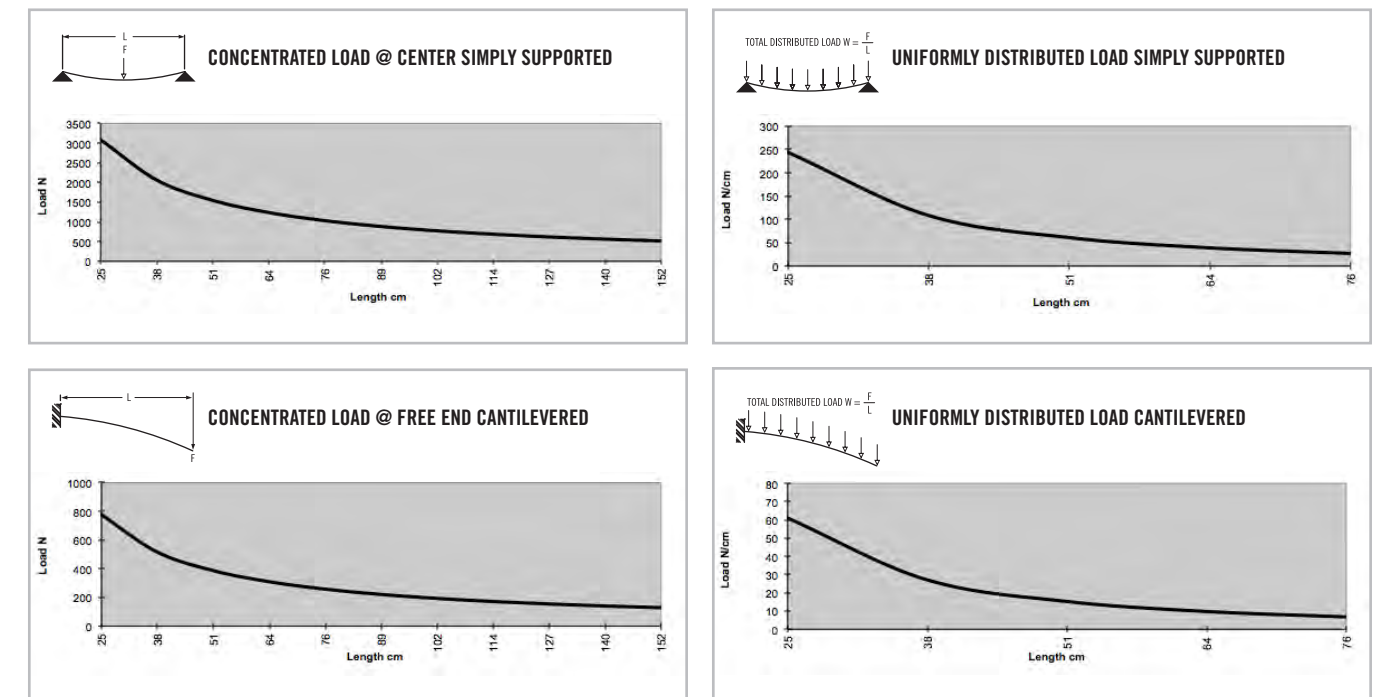 L
F
CONCENTRATED LOAD @ CENTER SIMPLY SUPPORTED
3500
3000
2500
2000
1500
1000
500
0
Load N
25 38 51 64 76 89 102 114 127 140 152
Length cm
TOTAL DISTRIBUTED LOAD W = F
L
UNIFORMLY DISTRIBUTED LOAD SIMPLY SUPPORTED
300
250
200
150
100
50
0
Load N/cm
25 38 51 64 76
Length cm
L
F
CONCENTRATED LOAD @ FREE END CANTILEVERED
1000
800
600
400
200
0
Load N
25 38 51 64 76 89 102 114 127 140 152
Length cm
TOTAL DISTRIBUTED LOAD W = F
L
UNIFORMLY DISTRIBUTED LOAD CANTILEVERED
80
70
60
50
40
30
20
10
0
Load N/cm
25 38 51 64 76
Length cm